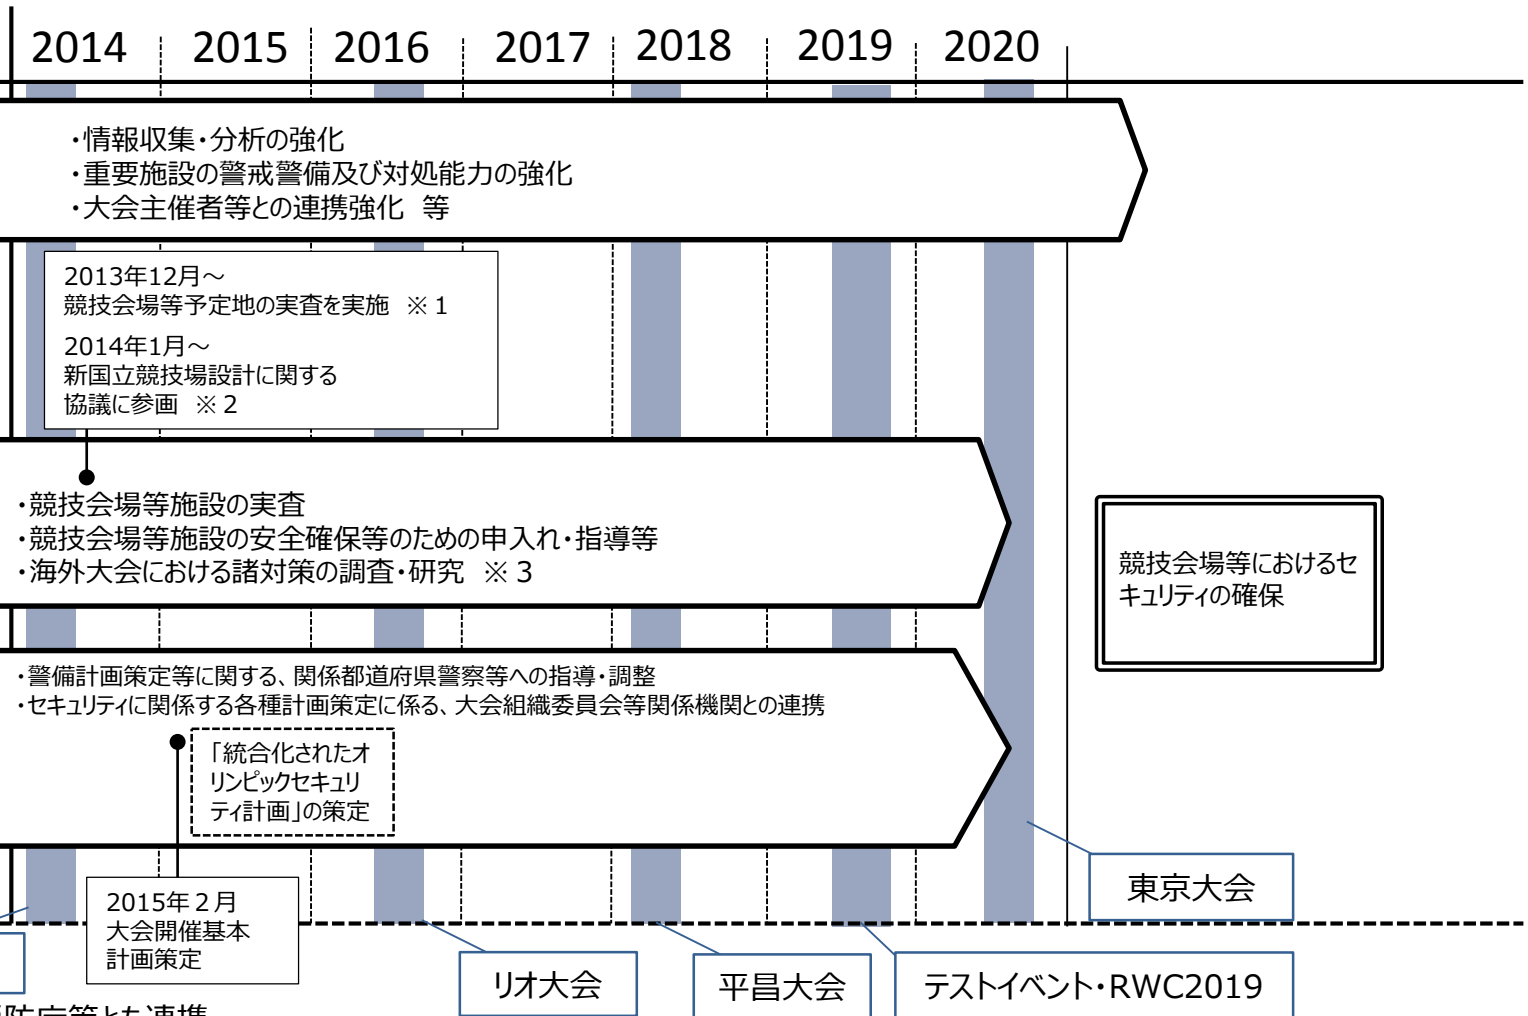 2014 2015 2016 2017 2018 2019 2020
・情報収集・分析の強化
・重要施設の警戒警備及び対処能力の強化
・大会主催者等との連携強化　等
2013年12月～
競技会場等予定地の実査を実施　※１
2014年1月～
新国立競技場設計に関する
協議に参画　※２
・競技会場等施設の実査
・競技会場等施設の安全確保等のための申入れ・指導等
・海外大会における諸対策の調査・研究　※３
競技会場等におけるセ
キュリティの確保
・警備計画策定等に関する、関係都道府県警察等への指導・調整
・セキュリティに関係する各種計画策定に係る、大会組織委員会等関係機関との連携
「統合化されたオ
リンピックセキュリ
ティ計画」の策定
2015年２月
大会開催基本
計画策定
東京大会
リオ大会
平昌大会
テストイベント・RWC2019